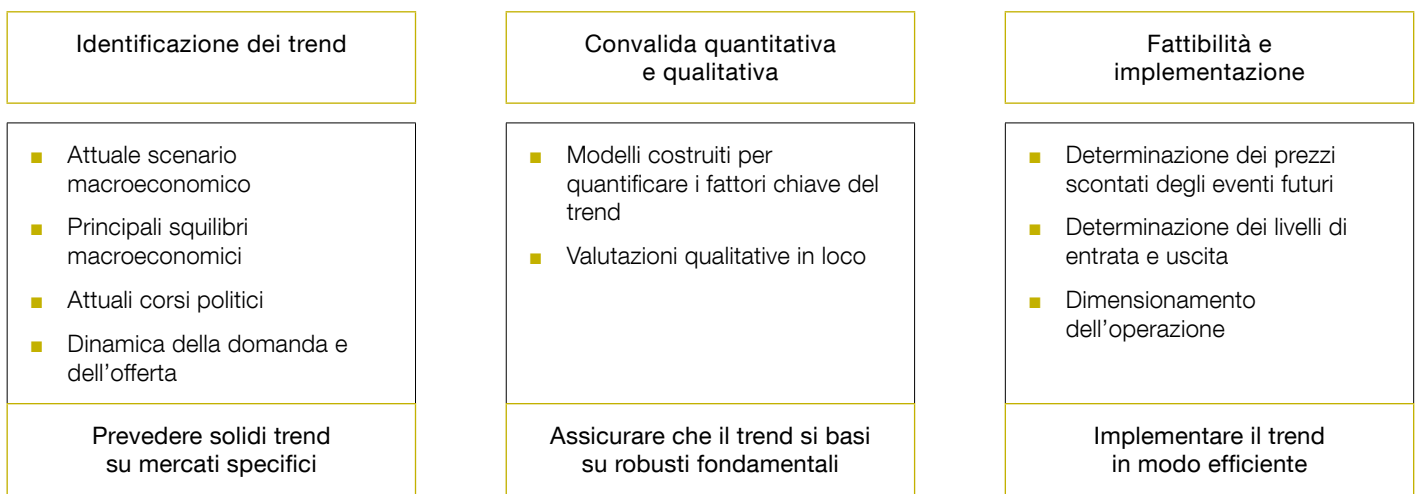 Identificazione dei trend
■ Attuale scenario
macroeconomico
■ Principali squilibri
macroeconomici
■ Attuali corsi politici
■ Dinamica della domanda e
dell’offerta
Prevedere solidi trend
su mercati specifici
Convalida quantitativa
e qualitativa
■ Modelli costruiti per
quantificare i fattori chiave del
trend
■ Valutazioni qualitative in loco
Assicurare che il trend si basi
su robusti fondamentali
Fattibilità e
implementazione
■ Determinazione dei prezzi
scontati degli eventi futuri
■ Determinazione dei livelli di
entrata e uscita
■ Dimensionamento
dell’operazione
Implementare il trend
in modo efficiente